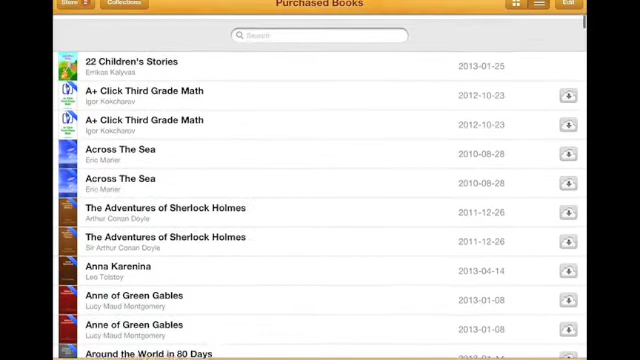 Store 2 Collections Purchased Books Edit
Search
22 Children's Stories 2013-01-25
Errikos Kalyvas
A+ Click Third Grade Math 2012-10-23
Igor Kokcharov
A+ Click Third Grade Math 2012-10-23
Igor Kokcharov
Across The Sea 2010-08-28
Eric Marier
Across The Sea 2010-08-28
Eric Marier
The Adventures of Sherlock Holmes 2011-12-26
Arthur Conan Doyle
The Adventures of Sherlock Holmes 2011-12-26
Sir Arthur Conan Doyle
Anna Karenina 2013-04-14
Leo Tolstoy
Anne of Green Gables 2013-01-08
Lucy Maud Montgomery
Anne of Green Gables 2013-01-08
Lucy Maud Montgomery
Around the World in 80 Days